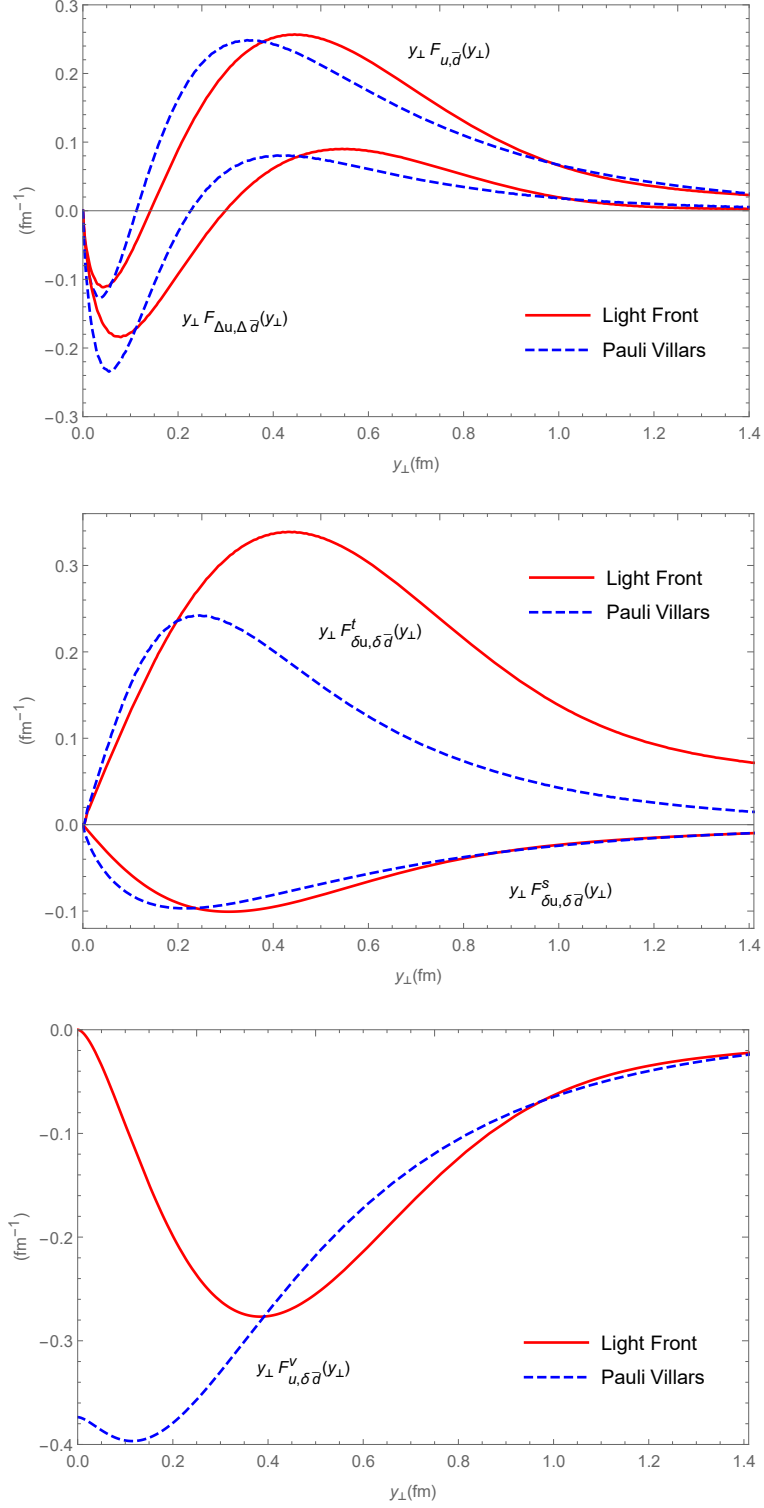 0.3
0.2
0.1
0.0
−0.1
−0.2
−0.3
(fm⁻¹)
y⊥ F_{u,d̅}(y⊥)
y⊥ F_{Δu,Δd̅}(y⊥)
Light Front
Pauli Villars
0.0 0.2 0.4 0.6 0.8 1.0 1.2 1.4
y⊥(fm)
0.3
0.2
0.1
0.0
−0.1
(fm⁻¹)
Light Front
Pauli Villars
y⊥ F^t_{δu,δd̅}(y⊥)
y⊥ F^s_{δu,δd̅}(y⊥)
0.0 0.2 0.4 0.6 0.8 1.0 1.2 1.4
y⊥(fm)
0.0
−0.1
−0.2
−0.3
−0.4
(fm⁻¹)
Light Front
y⊥ F^v_{u,δd̅}(y⊥)
Pauli Villars
0.0 0.2 0.4 0.6 0.8 1.0 1.2 1.4
y⊥(fm)